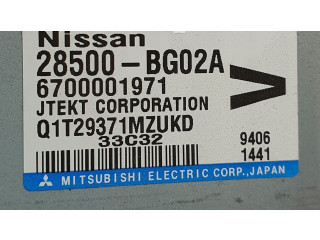 Nissan
28500-BG02A
6700001971
JTEKT CORPORATION
Q1T29371MZUKD
33C32
9406
1441
MITSUBISHI ELECTRIC CORP., JAPAN